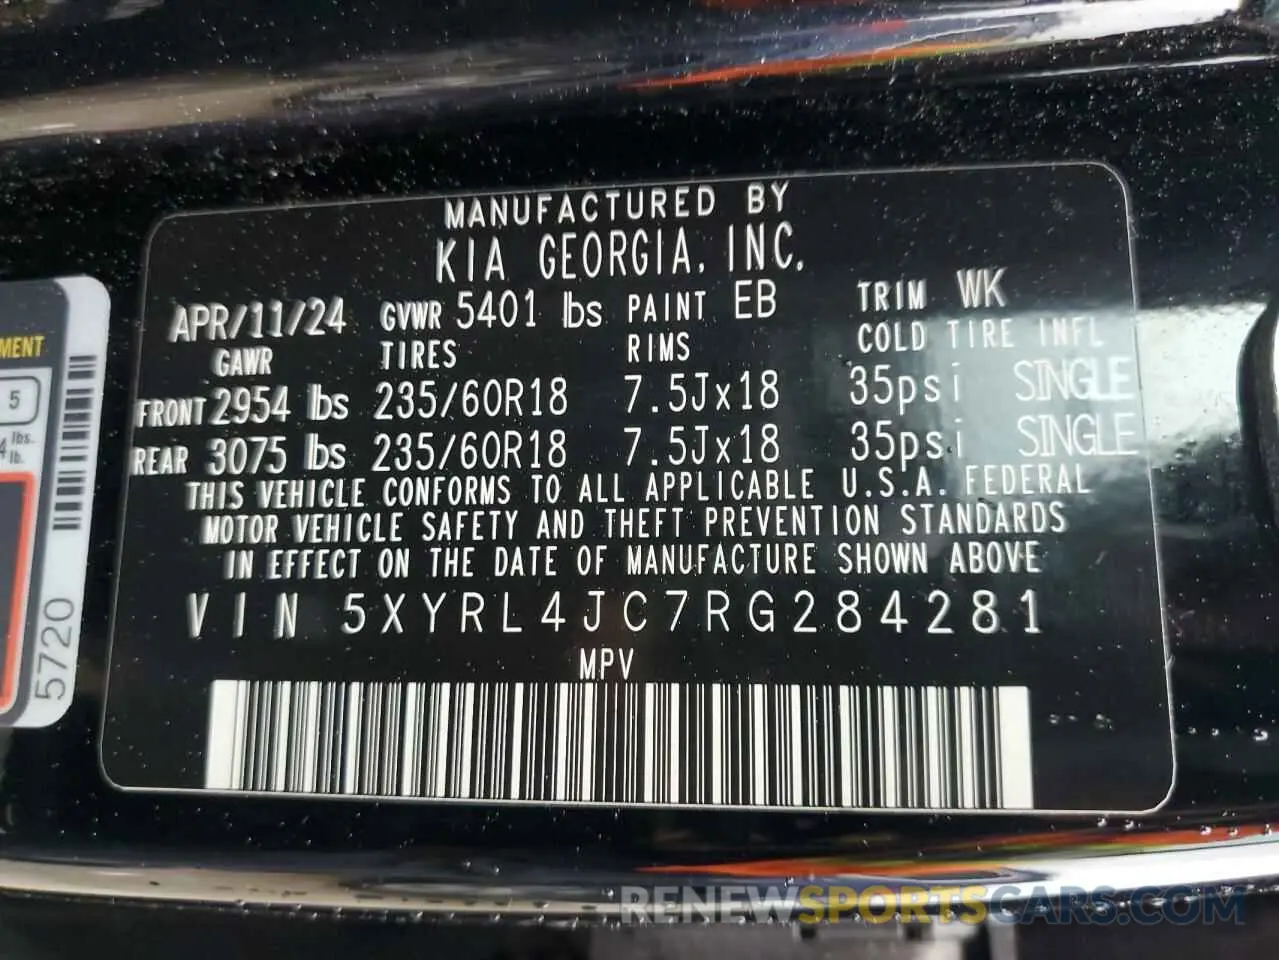 MANUFACTURED BY
KIA GEORGIA, INC.
APR/11/24 GVWR 5401 lbs PAINT EB TRIM WK
GAWR TIRES RIMS COLD TIRE INFL
FRONT 2954 lbs 235/60R18 7.5Jx18 35psi SINGLE
REAR 3075 lbs 235/60R18 7.5Jx18 35psi SINGLE
THIS VEHICLE CONFORMS TO ALL APPLICABLE U.S.A. FEDERAL
MOTOR VEHICLE SAFETY AND THEFT PREVENTION STANDARDS
IN EFFECT ON THE DATE OF MANUFACTURE SHOWN ABOVE
VIN 5XYRL4JC7RG284281
MPV
5
lbs.
lb.
5720
RENEWSPORTSCARS.COM